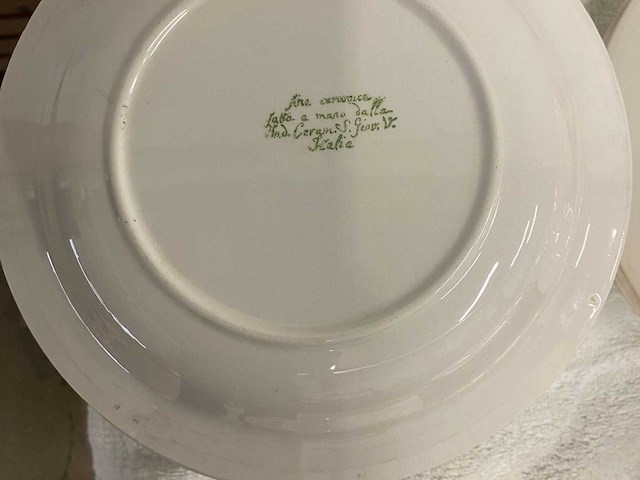 fine ceramica
fatta a mano dalla
Ind. Ceram. S. Giov. V.
Italia